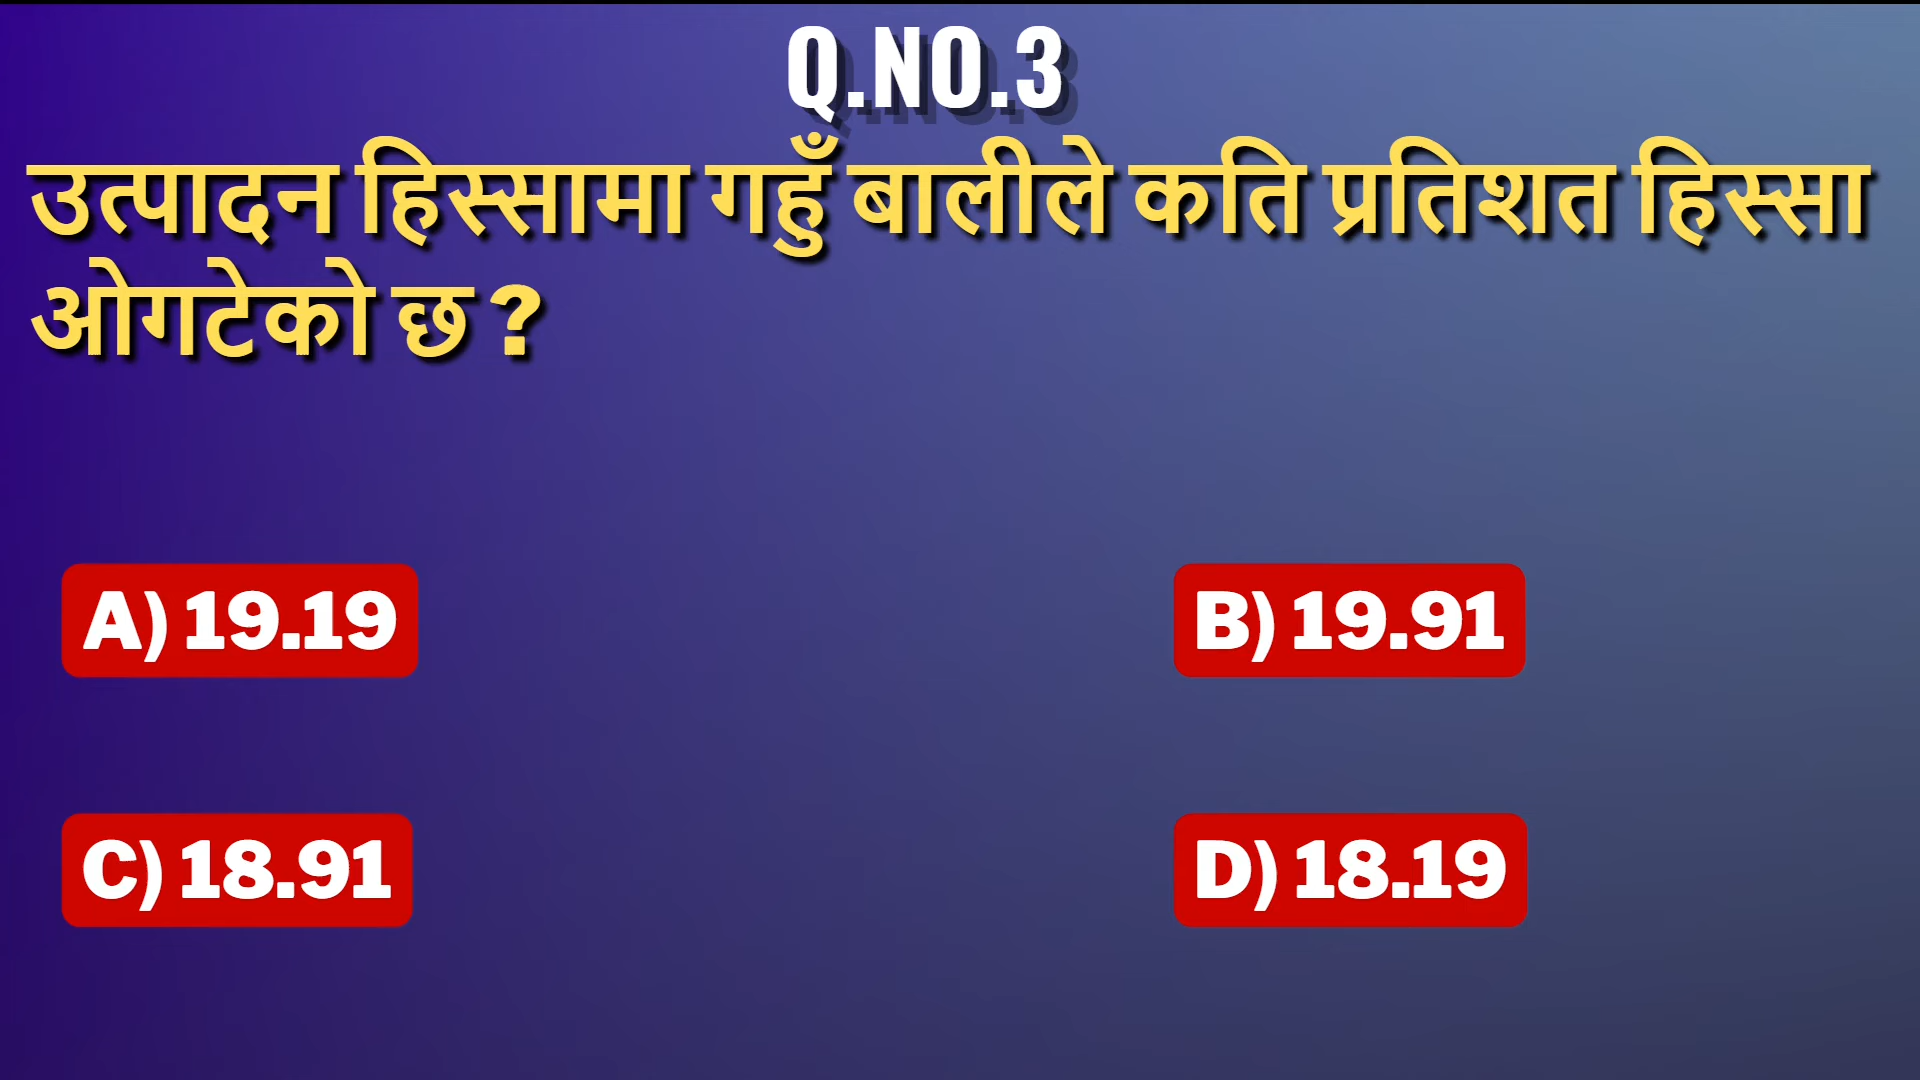 Q.NO.3
उत्पादन हिस्सामा गहुँ बालीले कति प्रतिशत हिस्सा
ओगटेको छ ?
A) 19.19
B) 19.91
C) 18.91
D) 18.19